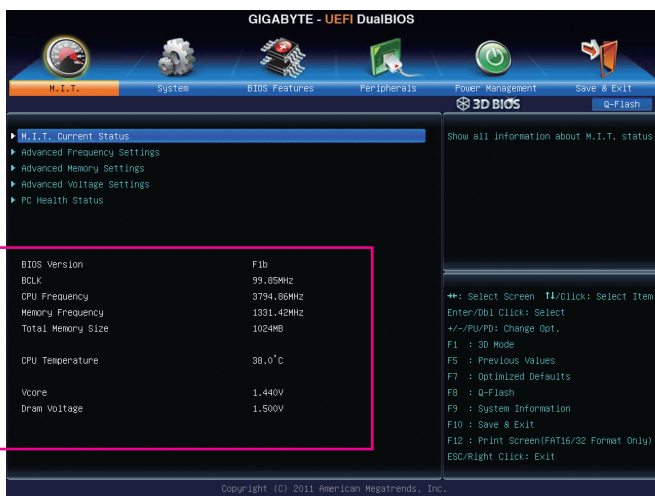 GIGABYTE - UEFI DualBIOS
M.I.T. System BIOS Features Peripherals Power Management Save & Exit
3D BIOS Q-Flash
M.I.T. Current Status
Advanced Frequency Settings
Advanced Memory Settings
Advanced Voltage Settings
PC Health Status
Show all information about M.I.T. status
BIOS Version F1b
BCLK 99.85MHz
CPU Frequency 3794.86MHz
Memory Frequency 1331.42MHz
Total Memory Size 1024MB
CPU Temperature 38.0°C
Vcore 1.440V
Dram Voltage 1.500V
→←: Select Screen ↑↓/Click: Select Item
Enter/Dbl Click: Select
+/-/PU/PD: Change Opt.
F1 : 3D Mode
F5 : Previous Values
F7 : Optimized Defaults
F8 : Q-Flash
F9 : System Information
F10 : Save & Exit
F12 : Print Screen(FAT16/32 Format Only)
ESC/Right Click: Exit
Copyright (C) 2011 American Megatrends, Inc.